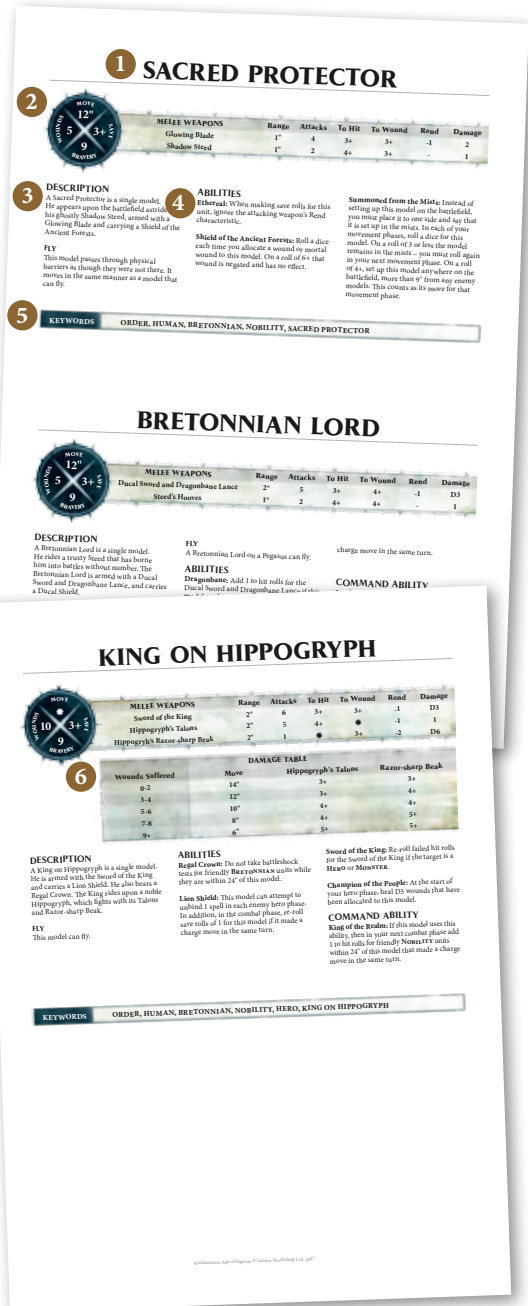 1
SACRED PROTECTOR
2
MOVE
12"
WOUNDS
5
3+
SAVE
9
BRAVERY
MELEE WEAPONS Range Attacks To Hit To Wound Rend Damage
Glowing Blade 1" 4 3+ 3+ -1 2
Shadow Steed 1" 2 4+ 3+ - 1
3
DESCRIPTION
A Sacred Protector is a single model.
He appears upon the battlefield astride
his ghostly Shadow Steed, armed with a
Glowing Blade and carrying a Shield of the
Ancient Forests.
FLY
This model passes through physical
barriers as though they were not there. It
moves in the same manner as a model that
can fly.
4
ABILITIES
Ethereal: When making save rolls for this
unit, ignore the attacking weapon's Rend
characteristic.
Shield of the Ancient Forests: Roll a dice
each time you allocate a wound or mortal
wound to this model. On a roll of 6+ that
wound is negated and has no effect.
Summoned from the Mists: Instead of
setting up this model on the battlefield,
you must place it to one side and say that
it is set up in the mists. In each of your
movement phases, roll a dice for this
model. On a roll of 3 or less the model
remains in the mists – you must roll again
in your next movement phase. On a roll
of 4+, set up this model anywhere on the
battlefield, more than 9" from any enemy
models. This counts as its move for that
movement phase.
5
KEYWORDS ORDER, HUMAN, BRETONNIAN, NOBILITY, SACRED PROTECTOR
BRETONNIAN LORD
MOVE
12"
WOUNDS
5
3+
SAVE
9
BRAVERY
MELEE WEAPONS Range Attacks To Hit To Wound Rend Damage
Ducal Sword and Dragonbane Lance 2" 5 3+ 4+ -1 D3
Steed's Hooves 1" 2 4+ 4+ - 1
DESCRIPTION
A Bretonnian Lord is a single model.
He rides a trusty Steed that has borne
him into battles without number. The
Bretonnian Lord is armed with a Ducal
Sword and Dragonbane Lance, and carries
a Ducal Shield.
FLY
A Bretonnian Lord on a Pegasus can fly.
ABILITIES
Dragonbane: Add 1 to hit rolls for the
Ducal Sword and Dragonbane Lance if this
charge move in the same turn.
COMMAND ABILITY
KING ON HIPPOGRYPH
MOVE
✹
WOUNDS
10
3+
SAVE
9
BRAVERY
MELEE WEAPONS Range Attacks To Hit To Wound Rend Damage
Sword of the King 2" 6 3+ 3+ .1 D3
Hippogryph's Talons 2" 5 4+ ✹ -1 1
Hippogryh's Razor-sharp Beak 2" 1 ✹ 3+ -2 D6
6
DAMAGE TABLE
Wounds Suffered Move Hippogryph's Talons Razor-sharp Beak
0-2 14" 3+ 3+
3-4 12" 3+ 4+
5-6 10" 4+ 4+
7-8 8" 4+ 5+
9+ 6" 5+ 5+
DESCRIPTION
A King on Hippogryph is a single model.
He is armed with the Sword of the King
and carries a Lion Shield. He also bears a
Regal Crown. The King rides upon a noble
Hippogryph, which fights with its Talons
and Razor-sharp Beak.
FLY
This model can fly.
ABILITIES
Regal Crown: Do not take battleshock
tests for friendly BRETONNIAN units while
they are within 24" of this model.
Lion Shield: This model can attempt to
unbind 1 spell in each enemy hero phase.
In addition, in the combat phase, re-roll
save rolls of 1 for this model if it made a
charge move in the same turn.
Sword of the King: Re-roll failed hit rolls
for the Sword of the King if the target is a
HERO or MONSTER.
Champion of the People: At the start of
your hero phase, heal D3 wounds that have
been allocated to this model.
COMMAND ABILITY
King of the Realm: If this model uses this
ability, then in your next combat phase add
1 to hit rolls for friendly NOBILITY units
within 24" of this model that made a charge
move in the same turn.
KEYWORDS ORDER, HUMAN, BRETONNIAN, NOBILITY, HERO, KING ON HIPPOGRYPH
Warhammer Age of Sigmar © Games Workshop Ltd. 2017